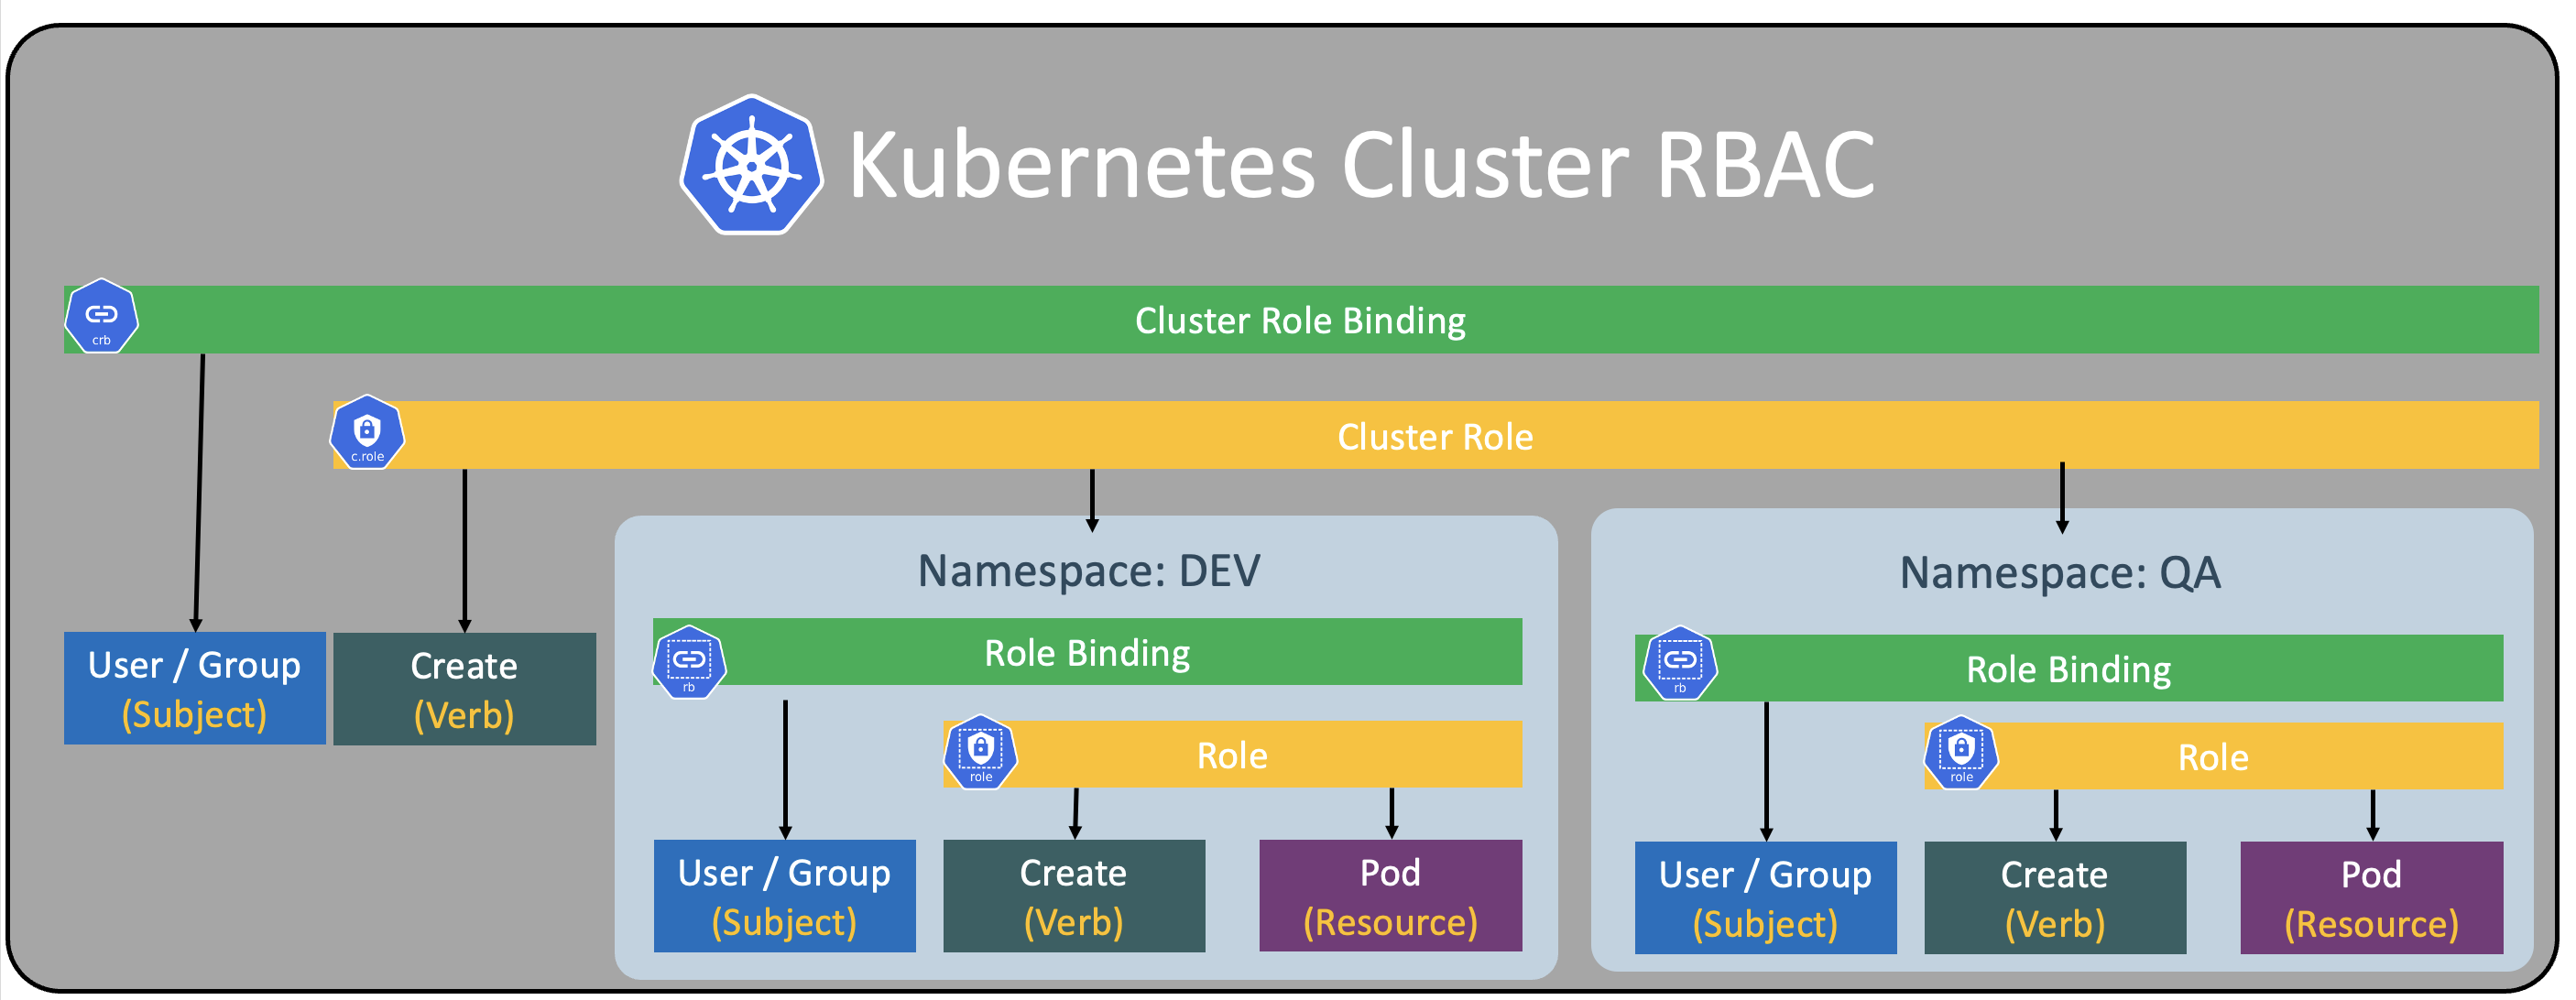 Kubernetes Cluster RBAC
crb
Cluster Role Binding
c.role
Cluster Role
User / Group
(Subject)
Create
(Verb)
Namespace: DEV
rb
Role Binding
role
Role
User / Group
(Subject)
Create
(Verb)
Pod
(Resource)
Namespace: QA
rb
Role Binding
role
Role
User / Group
(Subject)
Create
(Verb)
Pod
(Resource)